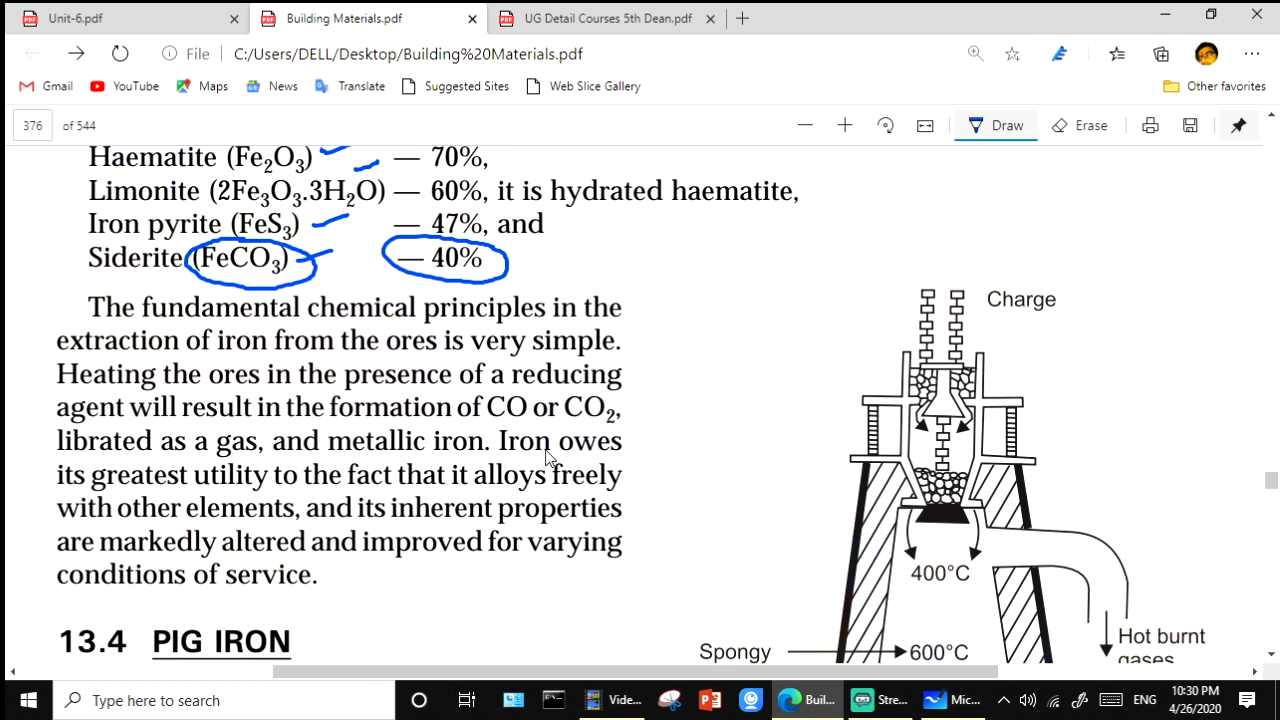 Unit-6.pdf
Building Materials.pdf
UG Detail Courses 5th Dean.pdf
File
C:/Users/DELL/Desktop/Building%20Materials.pdf
Gmail
YouTube
Maps
News
Translate
Suggested Sites
Web Slice Gallery
Other favorites
376 of 544
Draw
Erase
Haematite (Fe2O3) — 70%,
Limonite (2Fe3O3.3H2O) — 60%, it is hydrated haematite,
Iron pyrite (FeS3) — 47%, and
Siderite (FeCO3) — 40%
The fundamental chemical principles in the
extraction of iron from the ores is very simple.
Heating the ores in the presence of a reducing
agent will result in the formation of CO or CO2,
librated as a gas, and metallic iron. Iron owes
its greatest utility to the fact that it alloys freely
with other elements, and its inherent properties
are markedly altered and improved for varying
conditions of service.
13.4 PIG IRON
Charge
400°C
Hot burnt
gases
Spongy
600°C
Type here to search
Vide...
Buil...
Stre...
Mic...
ENG
10:30 PM
4/26/2020